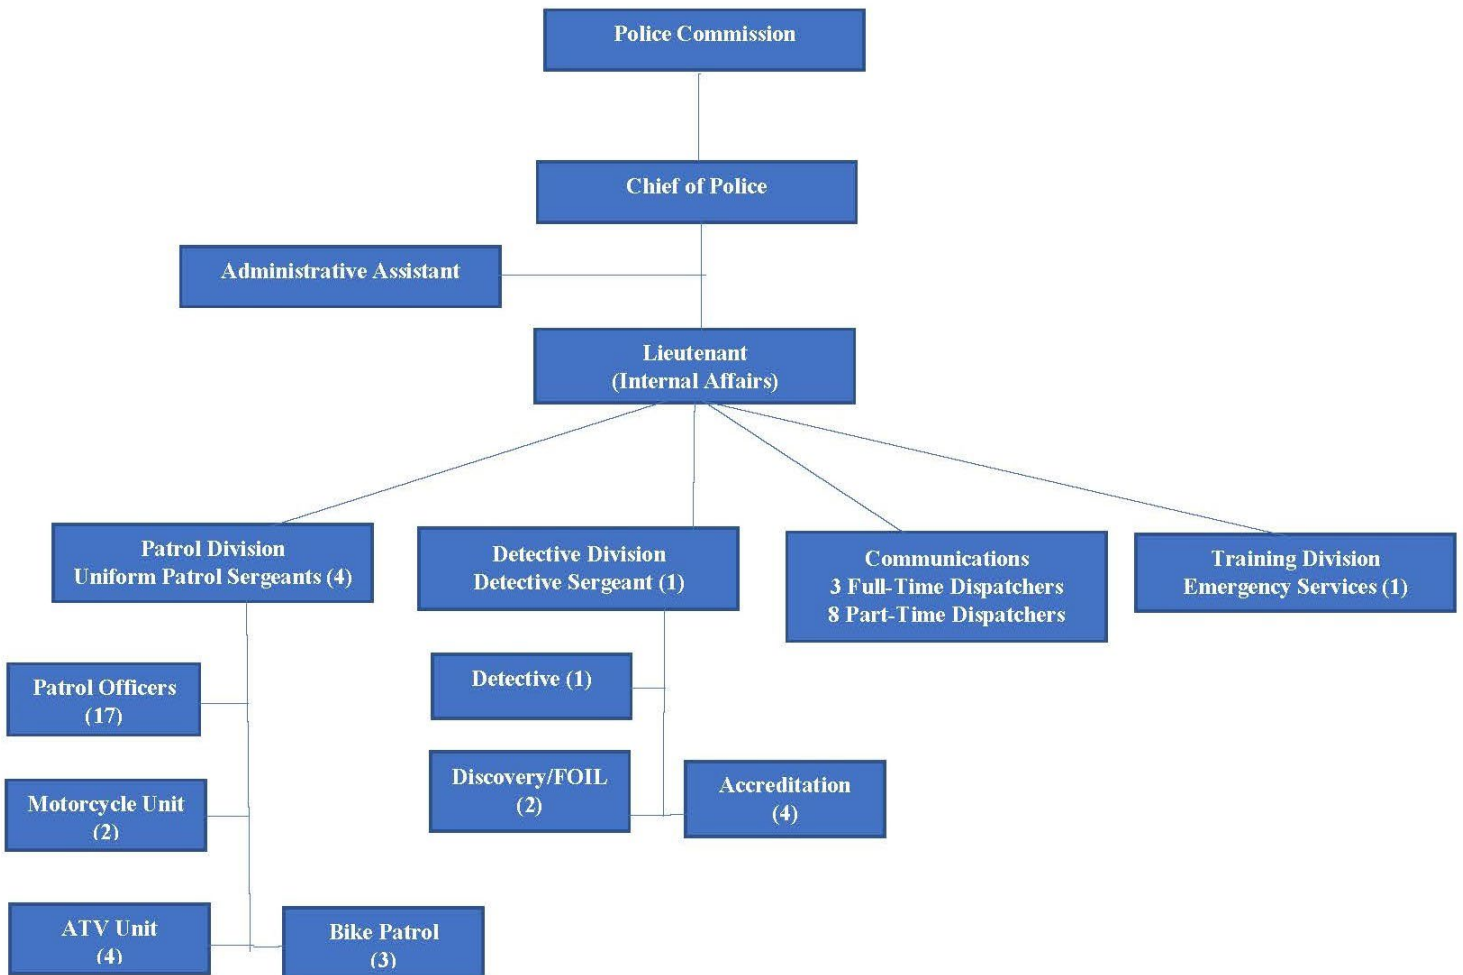 Police Commission
Chief of Police
Administrative Assistant
Lieutenant
(Internal Affairs)
Patrol Division
Uniform Patrol Sergeants (4)
Detective Division
Detective Sergeant (1)
Communications
3 Full-Time Dispatchers
8 Part-Time Dispatchers
Training Division
Emergency Services (1)
Patrol Officers
(17)
Detective (1)
Motorcycle Unit
(2)
Discovery/FOIL
(2)
Accreditation
(4)
ATV Unit
(4)
Bike Patrol
(3)